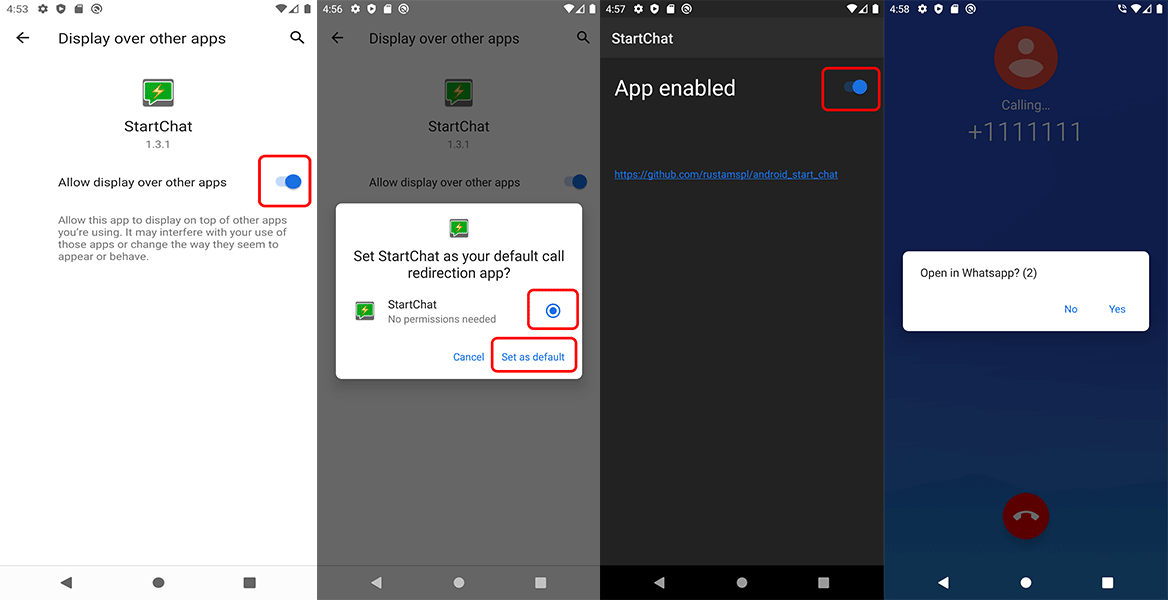 4:53
Display over other apps
StartChat
1.3.1
Allow display over other apps
Allow this app to display on top of other apps
you're using. It may interfere with your use of
those apps or change the way they seem to
appear or behave.
4:56
Display over other apps
StartChat
1.3.1
Allow display over other apps
Set StartChat as your default call
redirection app?
StartChat
No permissions needed
Cancel Set as default
4:57
StartChat
App enabled
https://github.com/rustamspl/android_start_chat
4:58
Calling...
+1111111
Open in Whatsapp? (2)
No Yes